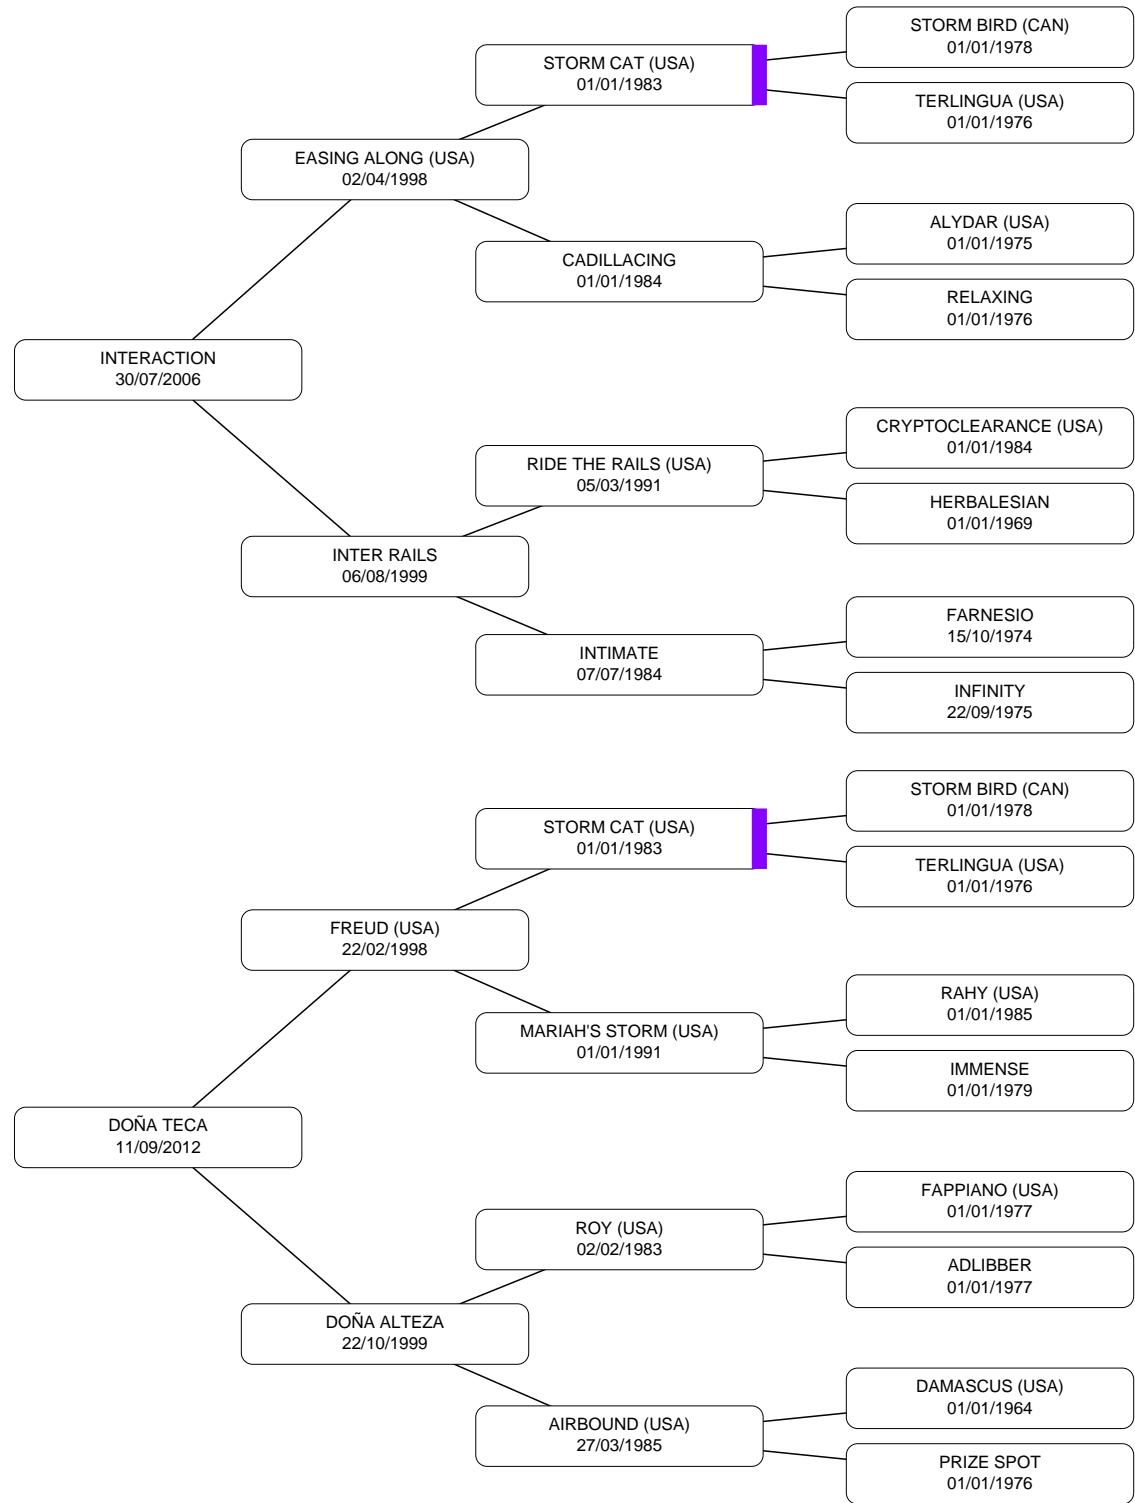 STORM BIRD (CAN)
01/01/1978
STORM CAT (USA)
01/01/1983
TERLINGUA (USA)
01/01/1976
EASING ALONG (USA)
02/04/1998
ALYDAR (USA)
01/01/1975
CADILLACING
01/01/1984
RELAXING
01/01/1976
INTERACTION
30/07/2006
CRYPTOCLEARANCE (USA)
01/01/1984
RIDE THE RAILS (USA)
05/03/1991
HERBALESIAN
01/01/1969
INTER RAILS
06/08/1999
FARNESIO
15/10/1974
INTIMATE
07/07/1984
INFINITY
22/09/1975
STORM BIRD (CAN)
01/01/1978
STORM CAT (USA)
01/01/1983
TERLINGUA (USA)
01/01/1976
FREUD (USA)
22/02/1998
RAHY (USA)
01/01/1985
MARIAH'S STORM (USA)
01/01/1991
IMMENSE
01/01/1979
DOÑA TECA
11/09/2012
FAPPIANO (USA)
01/01/1977
ROY (USA)
02/02/1983
ADLIBBER
01/01/1977
DOÑA ALTEZA
22/10/1999
DAMASCUS (USA)
01/01/1964
AIRBOUND (USA)
27/03/1985
PRIZE SPOT
01/01/1976